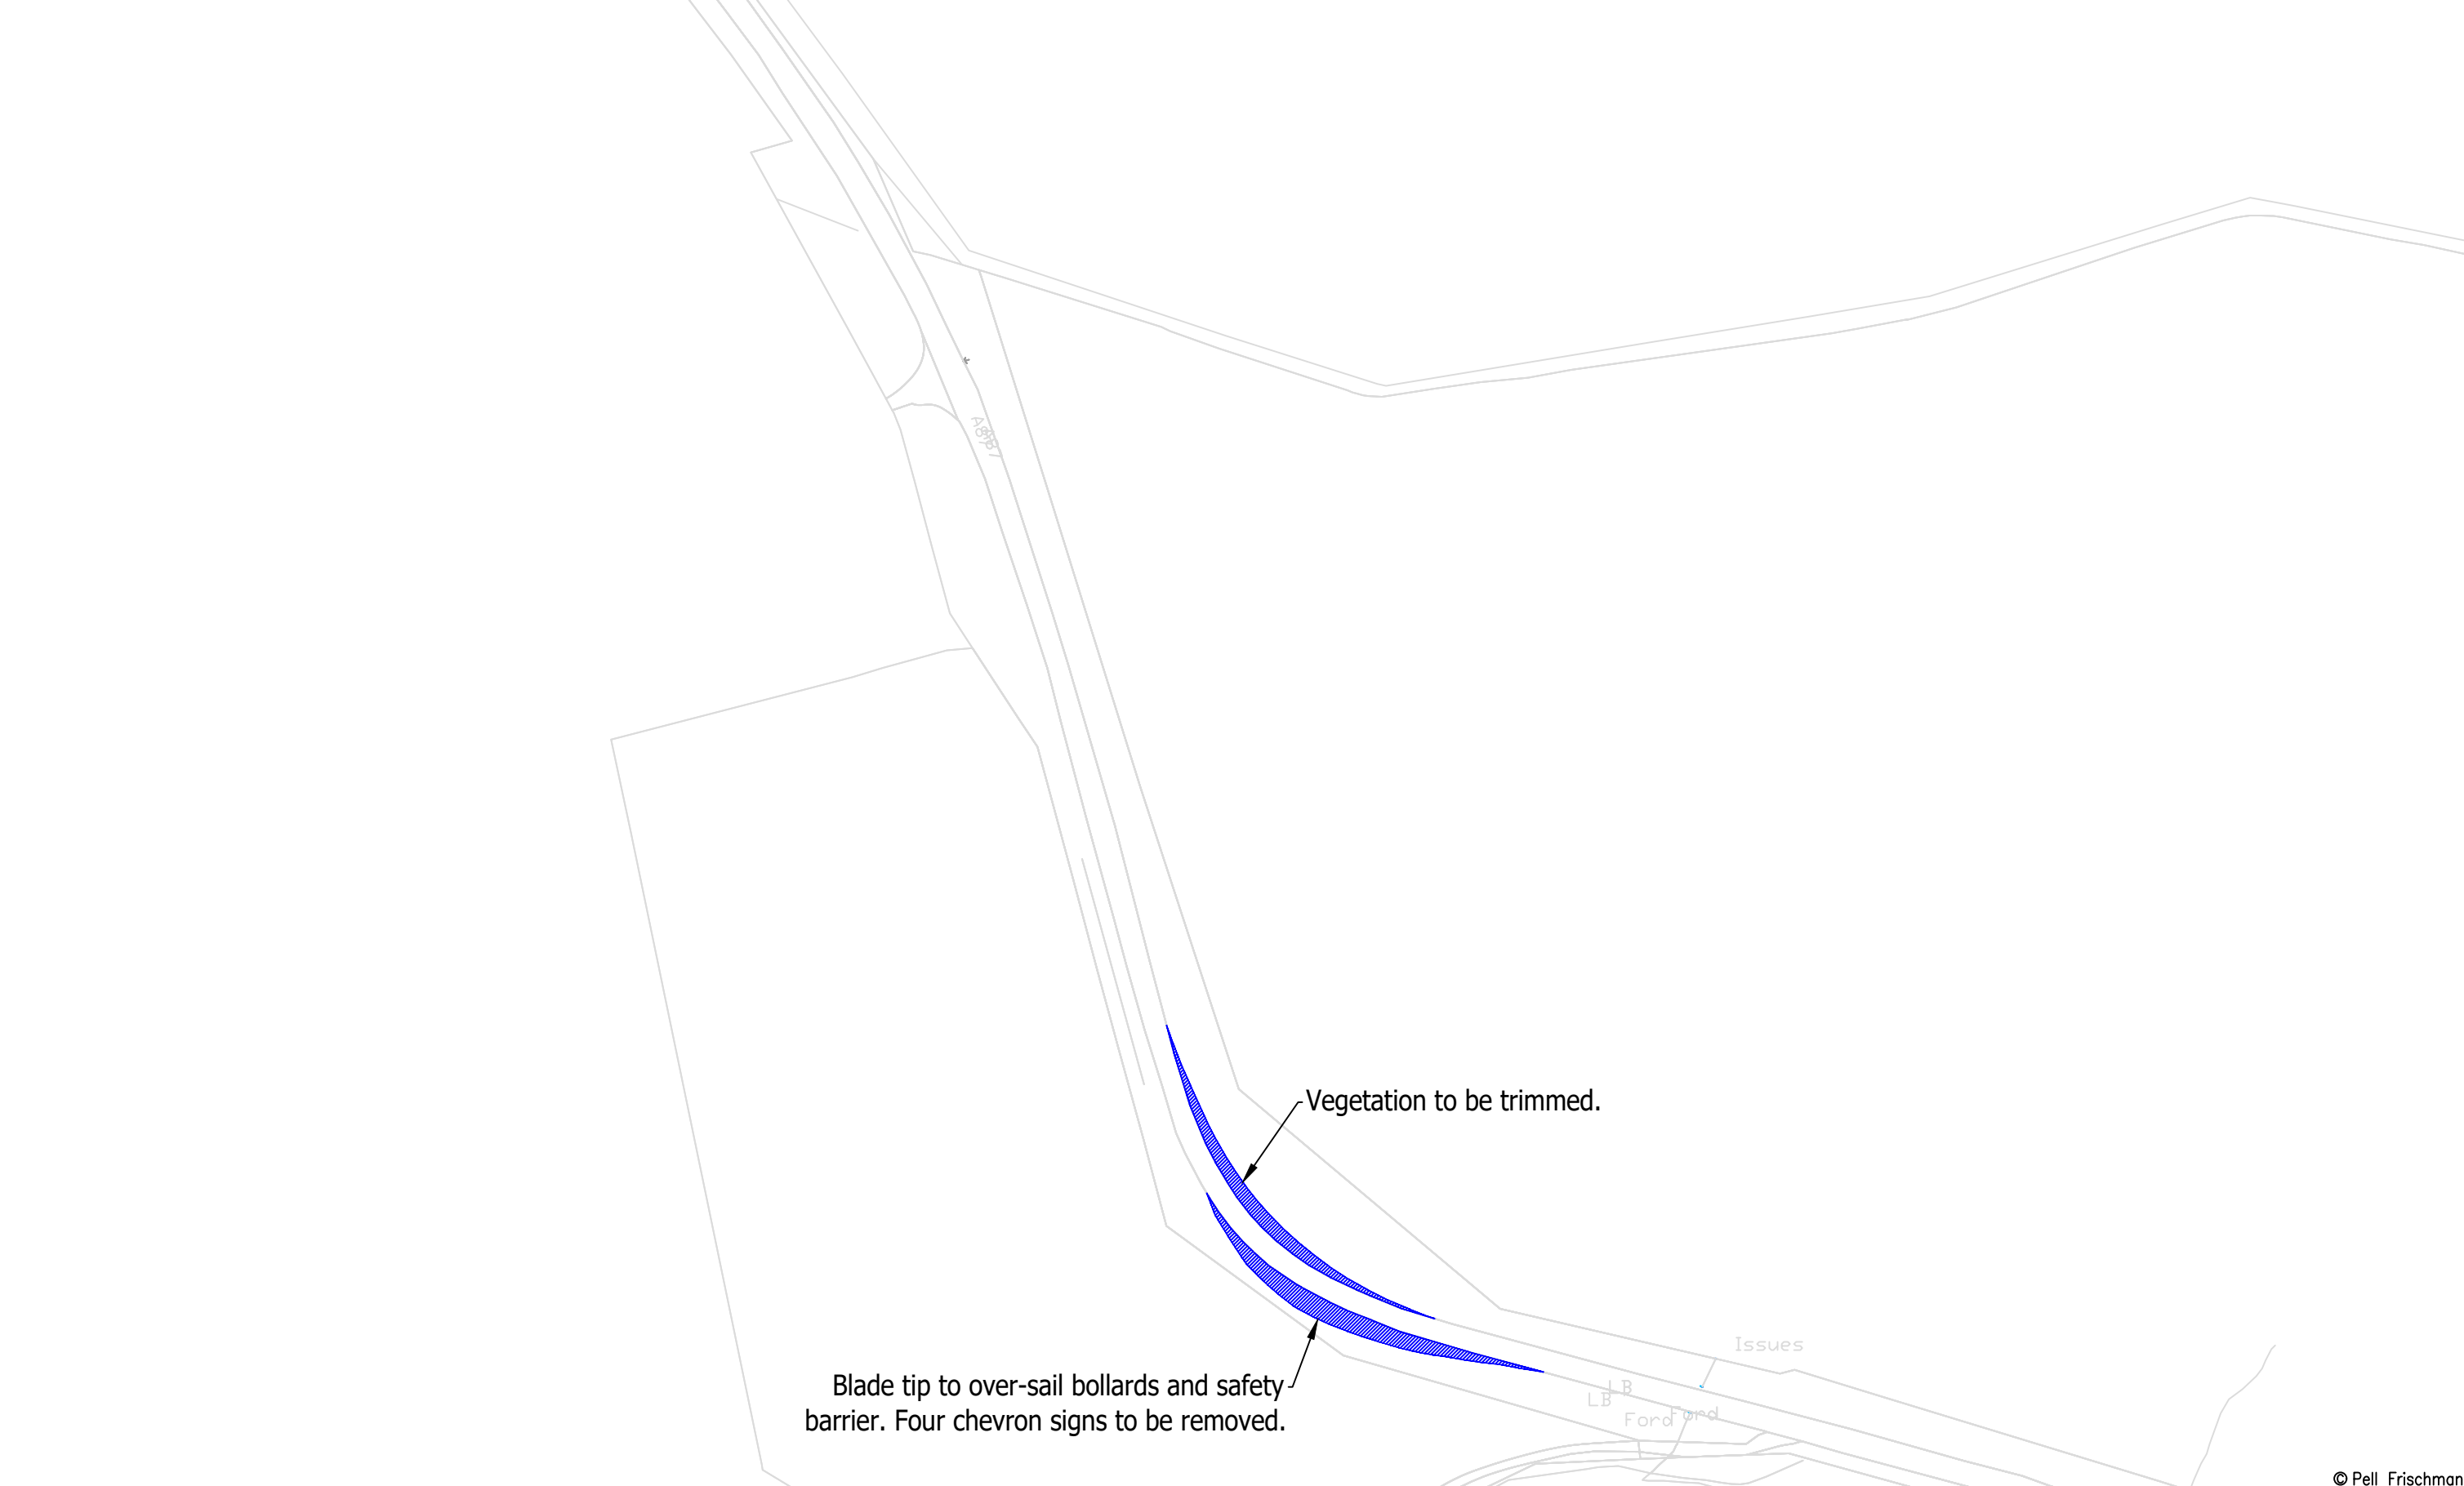 Vegetation to be trimmed.
Issues
Blade tip to over-sail bollards and safety
barrier. Four chevron signs to be removed.
LB
LB
Ford
Ford
© Pell Frischman